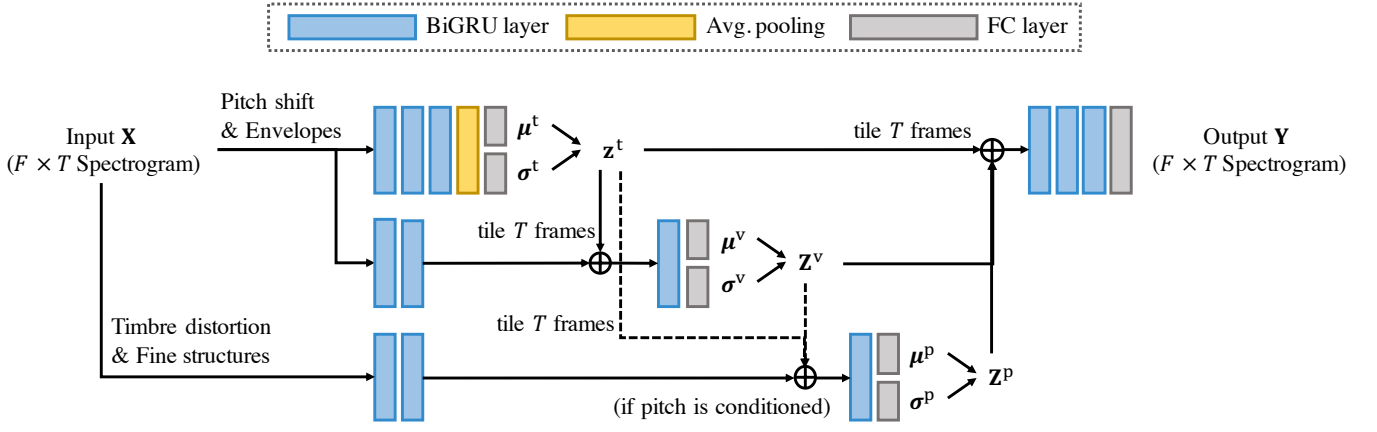 BiGRU layer
Avg. pooling
FC layer
Pitch shift
& Envelopes
Input X
(F × T Spectrogram)
μᵗ
σᵗ
zᵗ
tile T frames
Output Y
(F × T Spectrogram)
tile T frames
μᵛ
σᵛ
Zᵛ
Timbre distortion
& Fine structures
tile T frames
(if pitch is conditioned)
μᵖ
σᵖ
Zᵖ